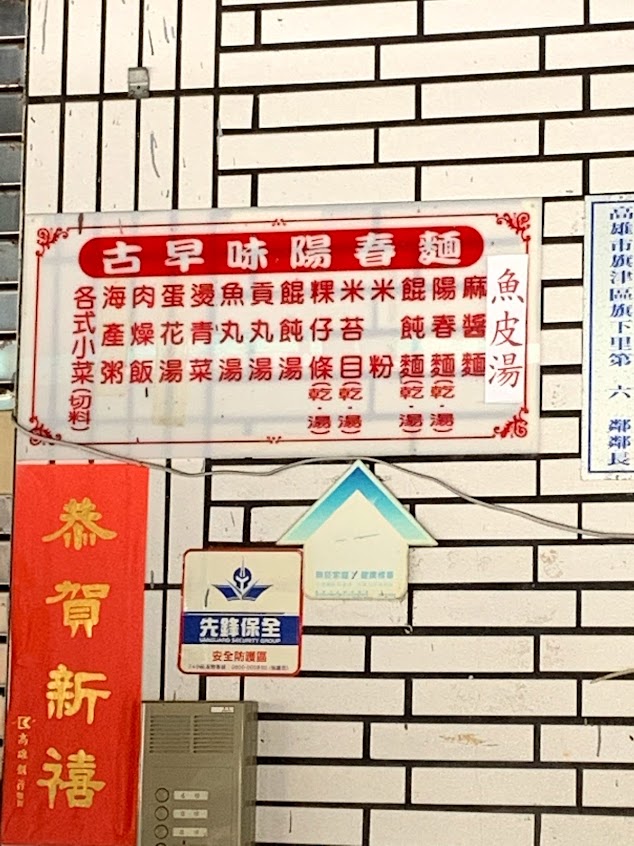 古早味陽春麵
魚皮湯
麻醬麵
陽春麵(乾·湯)
餛飩麵(乾·湯)
米粉
米苔目(乾·湯)
粿仔條(乾·湯)
餛飩湯
貢丸湯
魚丸湯
燙青菜
蛋花湯
肉燥飯
海產粥
各式小菜(切料)
高雄市旗津區旗下里第六鄰鄰長
恭賀新禧
先鋒保全
VANGUARD SECURITY GROUP
安全防護區